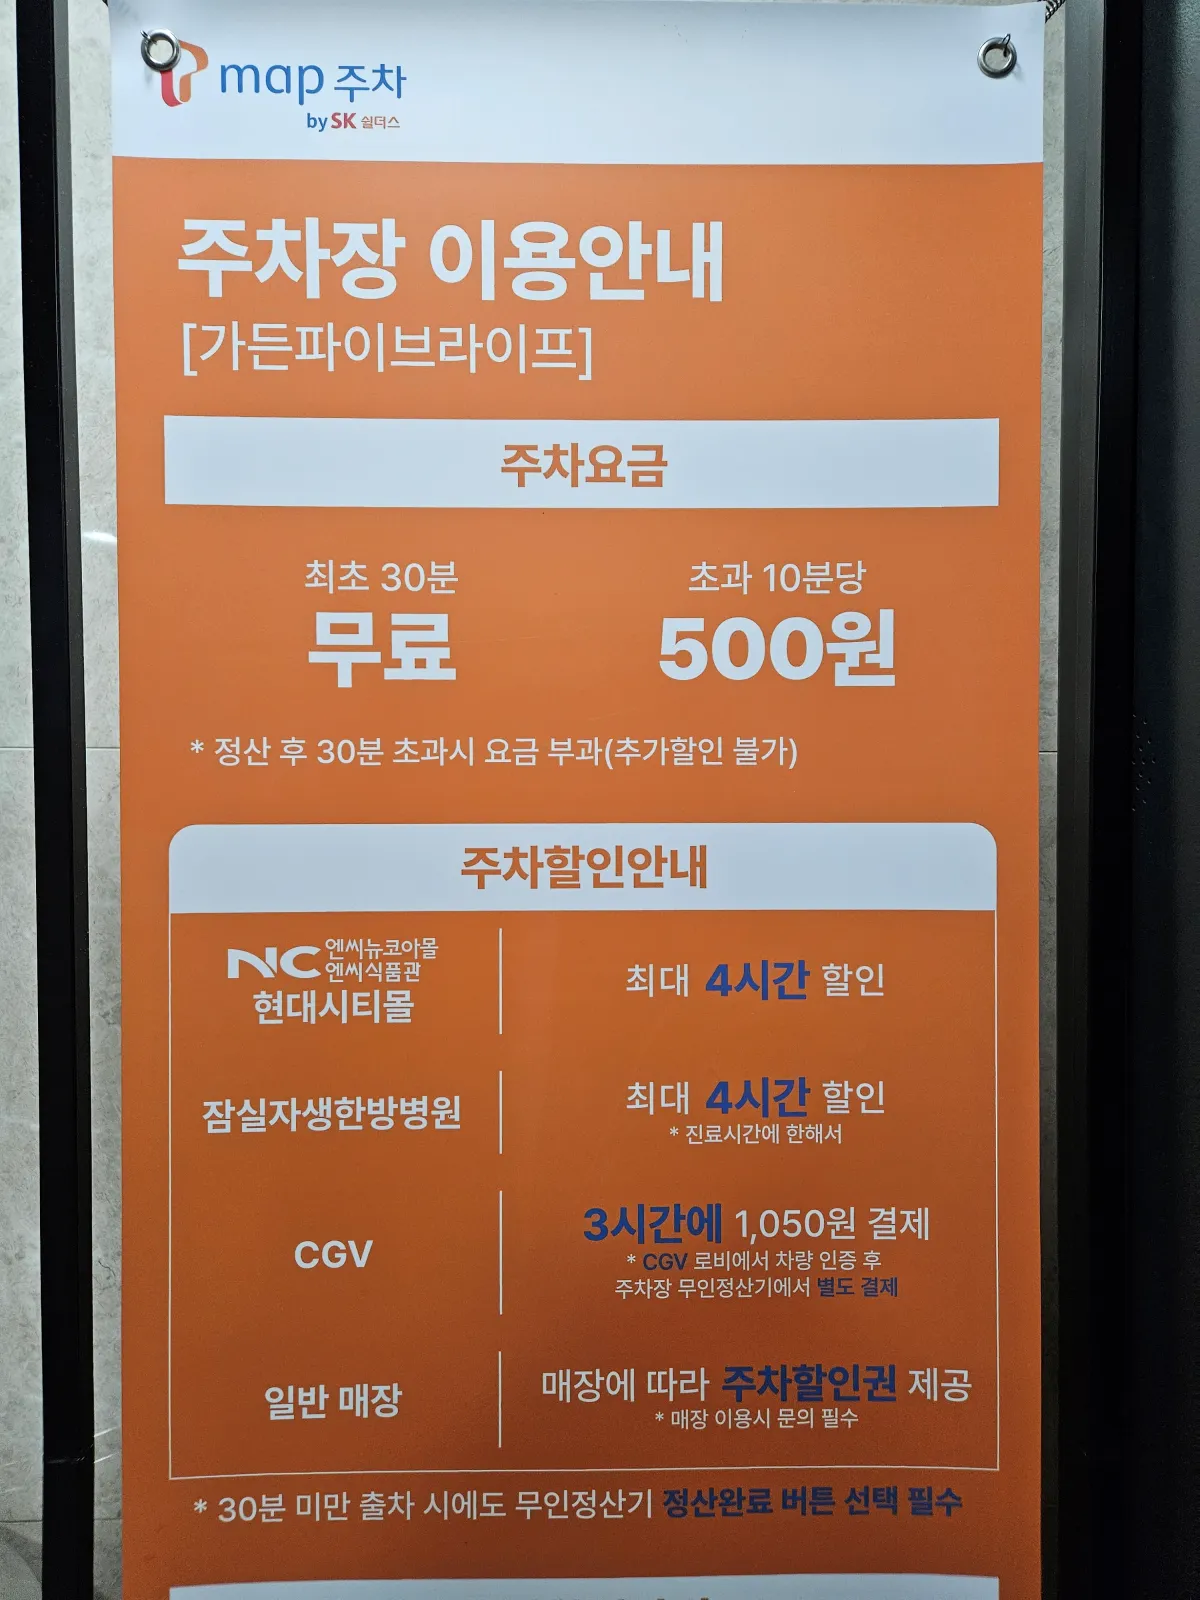 T map 주차
by SK 쉴더스
주차장 이용안내
[가든파이브라이프]
주차요금
최초 30분
무료
초과 10분당
500원
* 정산 후 30분 초과시 요금 부과(추가할인 불가)
주차할인안내
NC 엔씨뉴코아몰
엔씨식품관
현대시티몰
최대 4시간 할인
잠실자생한방병원
최대 4시간 할인
* 진료시간에 한해서
CGV
3시간에 1,050원 결제
* CGV 로비에서 차량 인증 후
주차장 무인정산기에서 별도 결제
일반 매장
매장에 따라 주차할인권 제공
* 매장 이용시 문의 필수
* 30분 미만 출차 시에도 무인정산기 정산완료 버튼 선택 필수